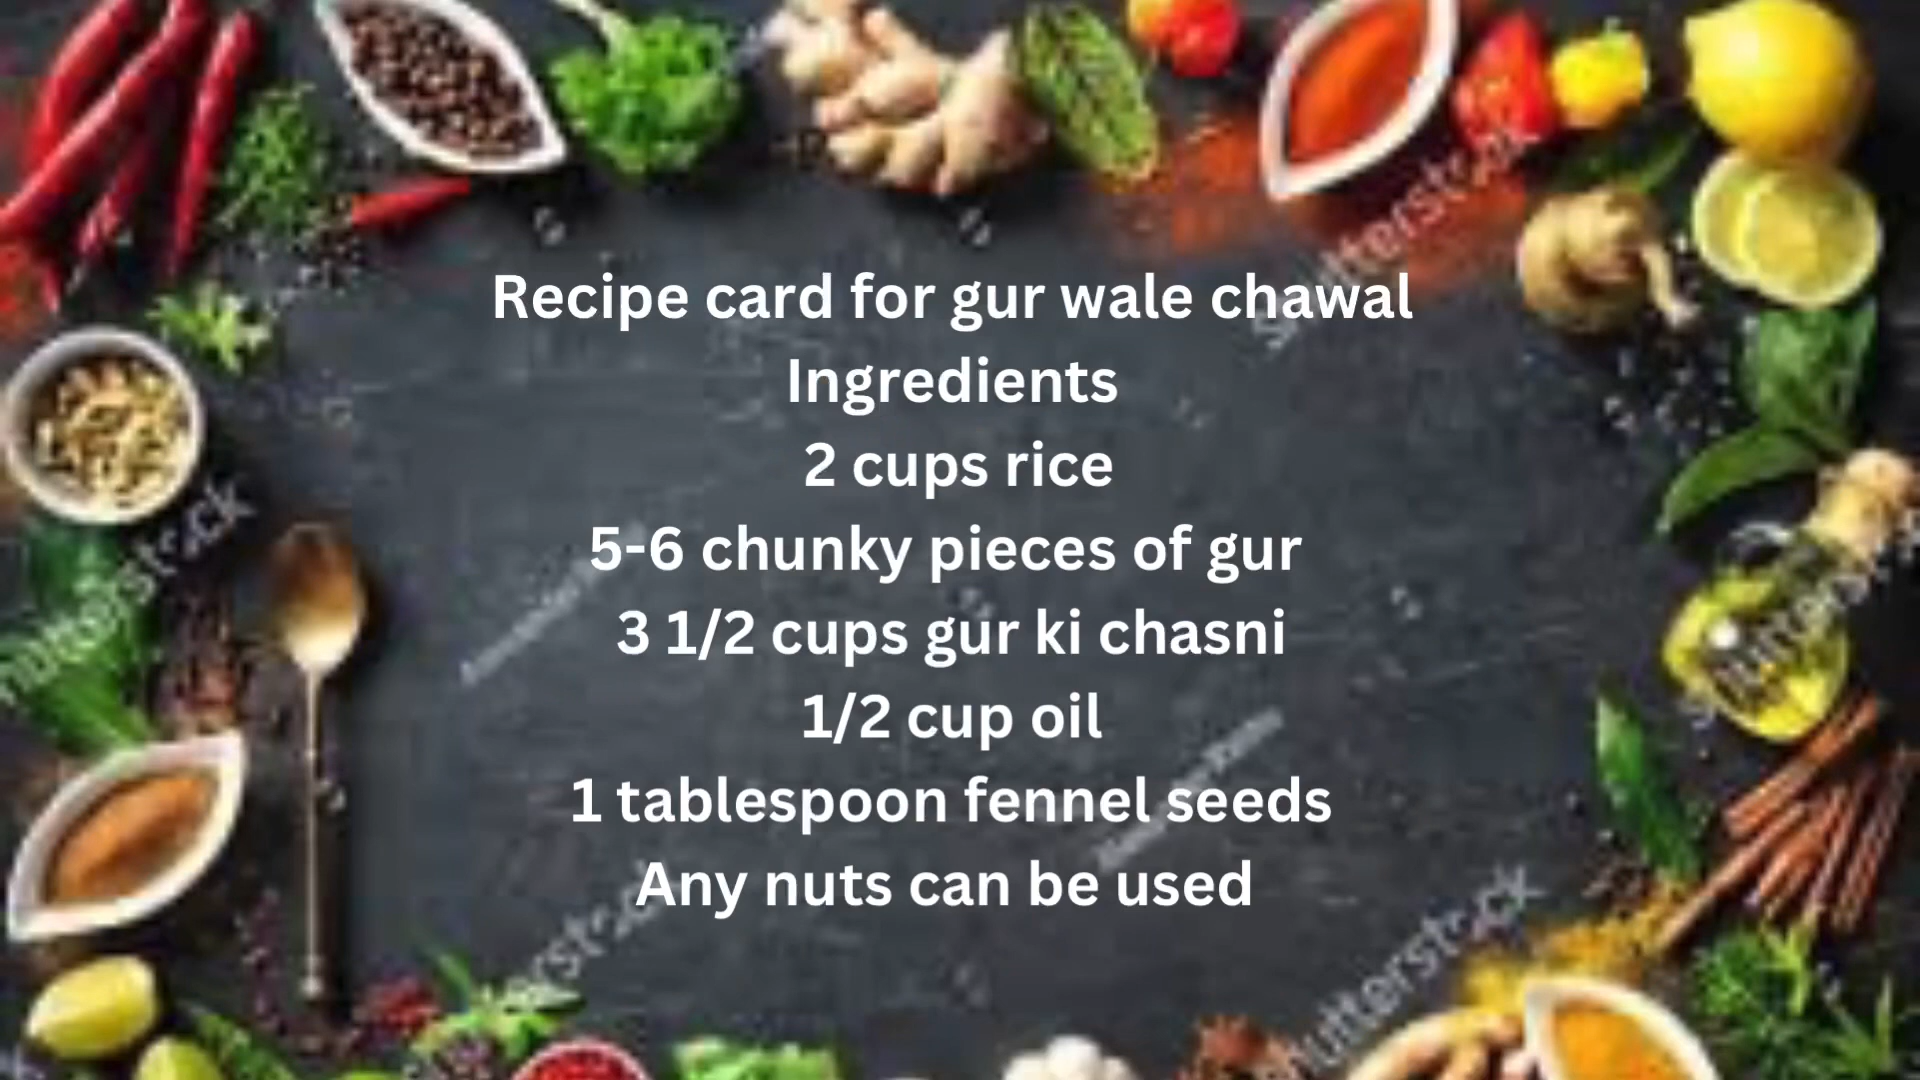 Recipe card for gur wale chawal
Ingredients
2 cups rice
5-6 chunky pieces of gur
3 1/2 cups gur ki chasni
1/2 cup oil
1 tablespoon fennel seeds
Any nuts can be used